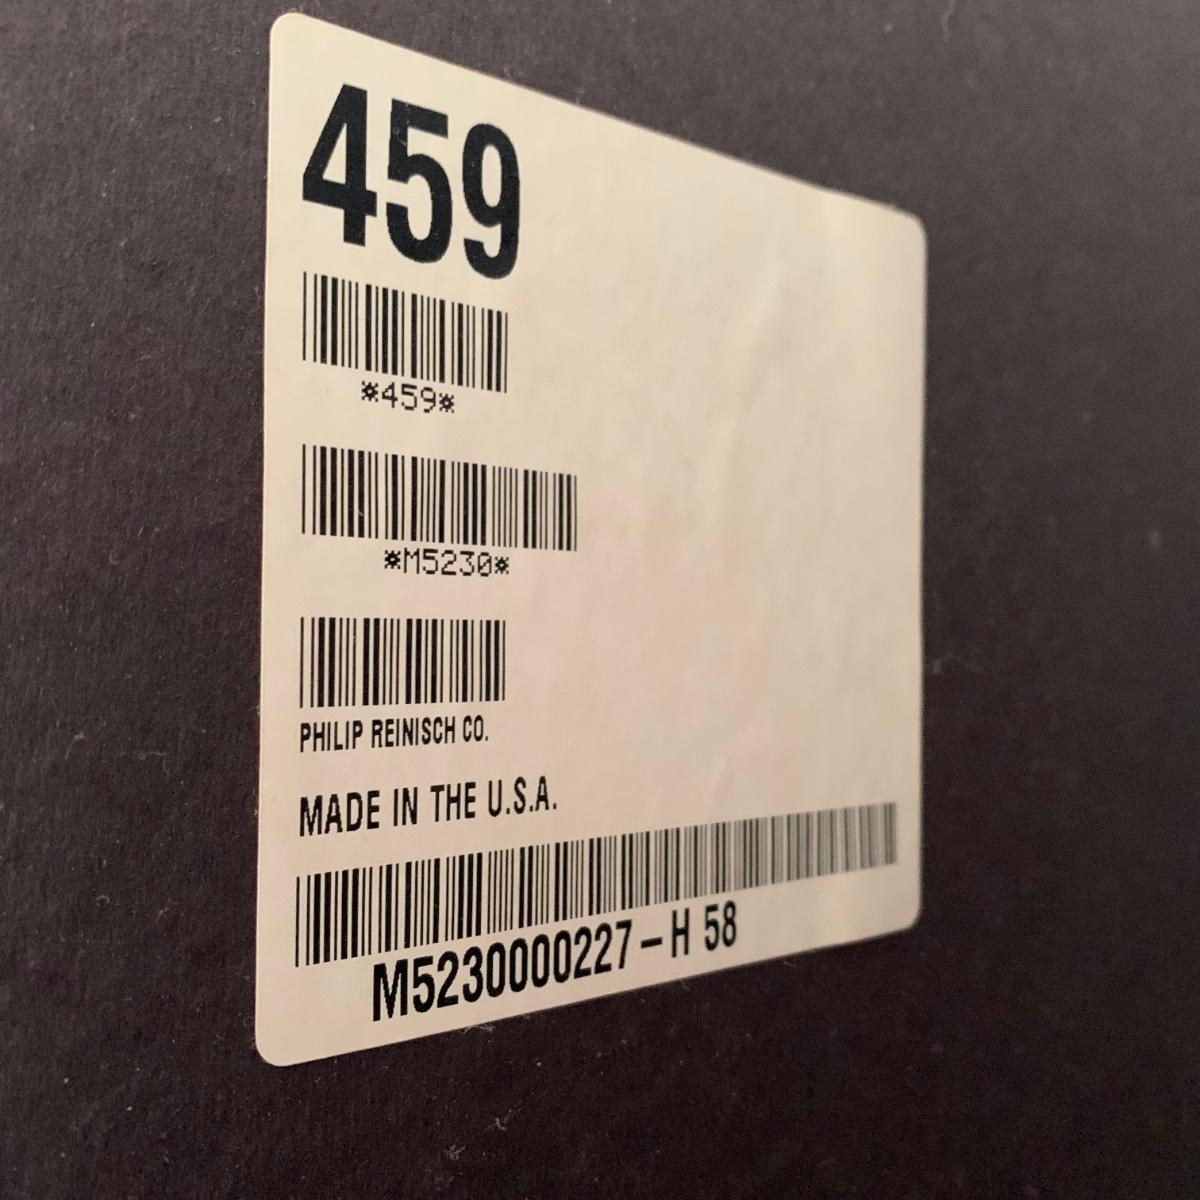 459
*459*
*M5230*
PHILIP REINISCH CO.
MADE IN THE U.S.A.
M5230000227-H 58